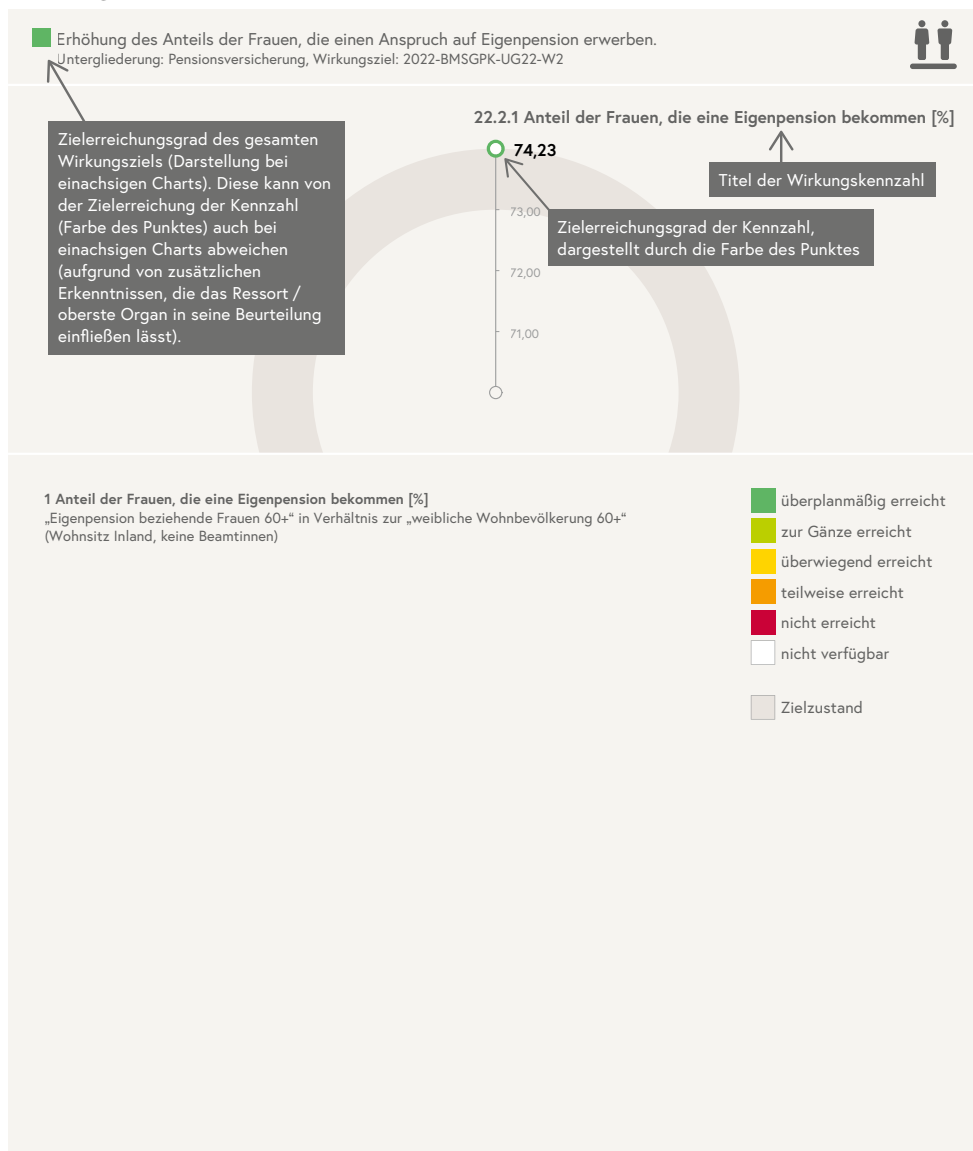 Erhöhung des Anteils der Frauen, die einen Anspruch auf Eigenpension erwerben.
Untergliederung: Pensionsversicherung, Wirkungsziel: 2022-BMSGPK-UG22-W2
22.2.1 Anteil der Frauen, die eine Eigenpension bekommen [%]
Zielerreichungsgrad des gesamten
Wirkungsziels (Darstellung bei
einachsigen Charts). Diese kann von
der Zielerreichung der Kennzahl
(Farbe des Punktes) auch bei
einachsigen Charts abweichen
(aufgrund von zusätzlichen
Erkenntnissen, die das Ressort /
oberste Organ in seine Beurteilung
einfließen lässt).
74,23
Titel der Wirkungskennzahl
73,00
Zielerreichungsgrad der Kennzahl,
dargestellt durch die Farbe des Punktes
72,00
71,00
1 Anteil der Frauen, die eine Eigenpension bekommen [%]
„Eigenpension beziehende Frauen 60+“ in Verhältnis zur „weibliche Wohnbevölkerung 60+“
(Wohnsitz Inland, keine Beamtinnen)
überplanmäßig erreicht
zur Gänze erreicht
überwiegend erreicht
teilweise erreicht
nicht erreicht
nicht verfügbar
Zielzustand